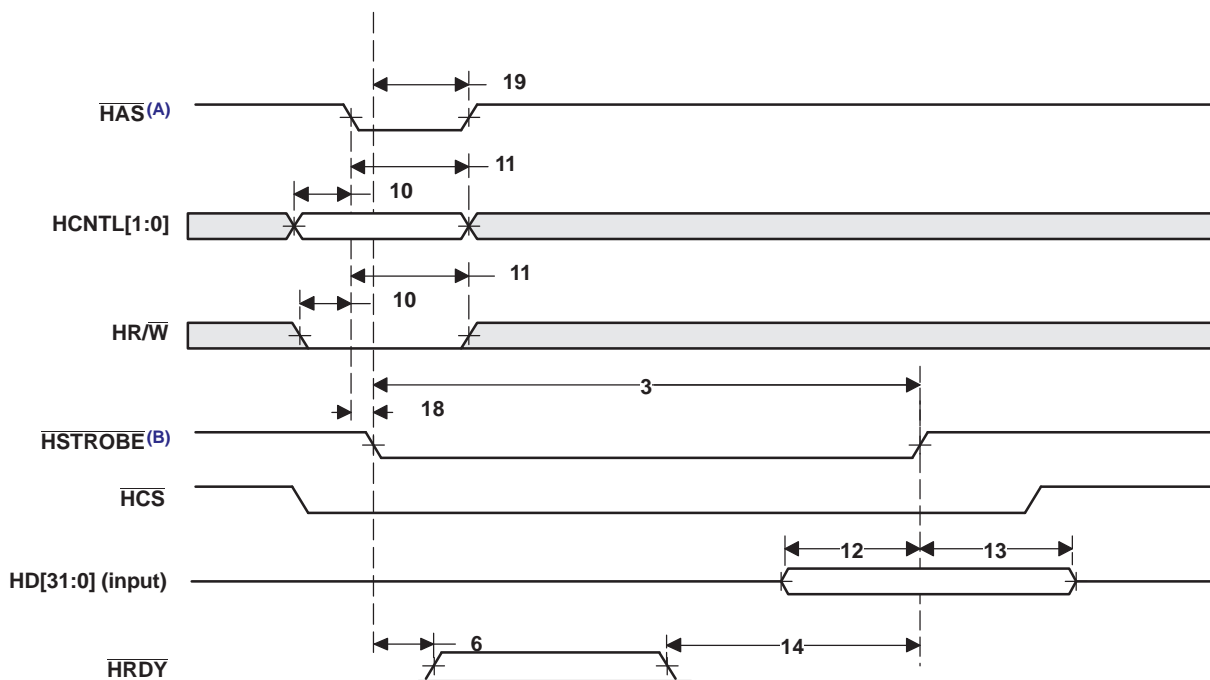 19
HAS(A)
11
10
HCNTL[1:0]
11
10
HR/W
3
18
HSTROBE(B)
HCS
12
13
HD[31:0] (input)
6
14
HRDY